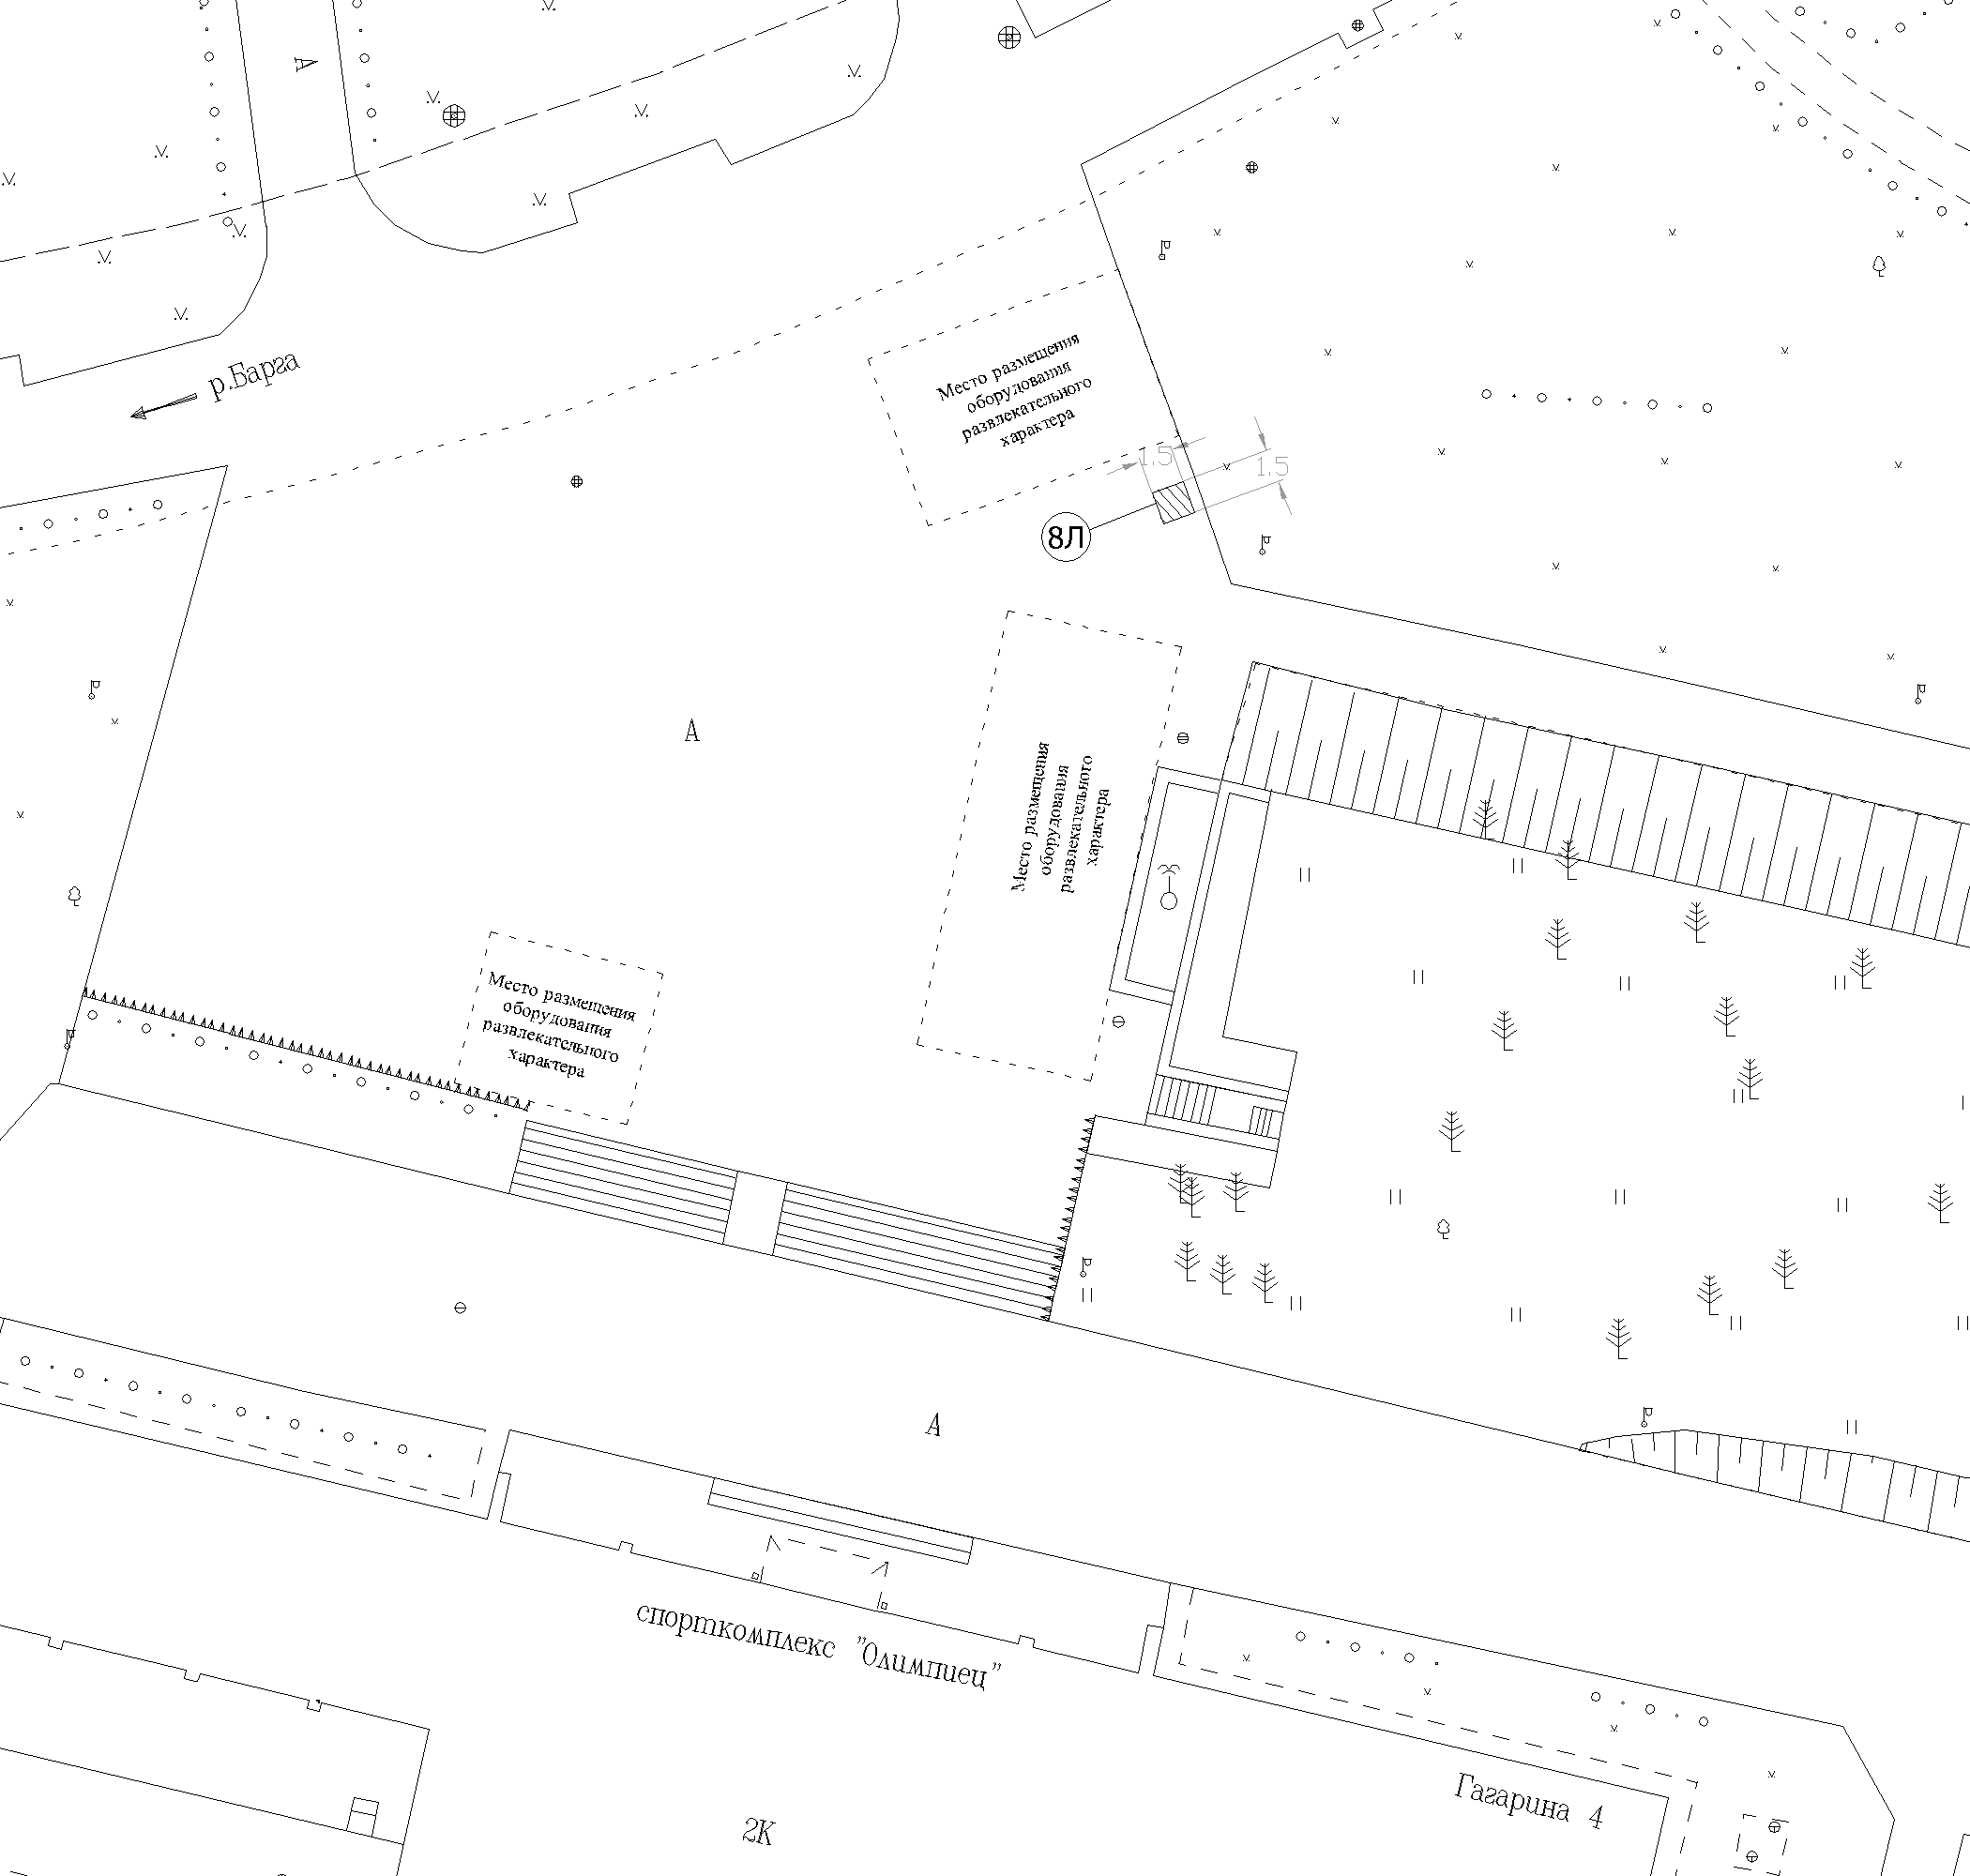 А
р.Барга
Место размещения
оборудования
развлекательного
характера
1.5
1.5
8Л
А
Место размещения
оборудования
развлекательного
характера
Место размещения
оборудования
развлекательного
характера
А
спорткомплекс "Олимпиец"
Гагарина 4
2К